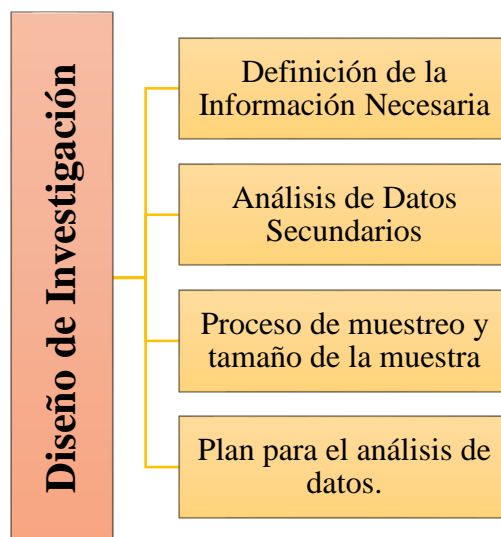 Diseño de Investigación
Definición de la
Información Necesaria
Análisis de Datos
Secundarios
Proceso de muestreo y
tamaño de la muestra
Plan para el análisis de
datos.